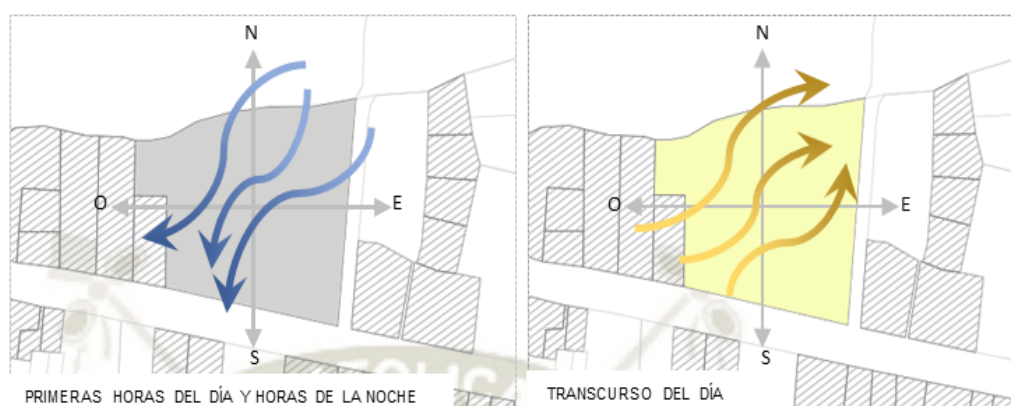 N
O
E
S
PRIMERAS HORAS DEL DÍA Y HORAS DE LA NOCHE
N
O
E
S
TRANSCURSO DEL DÍA